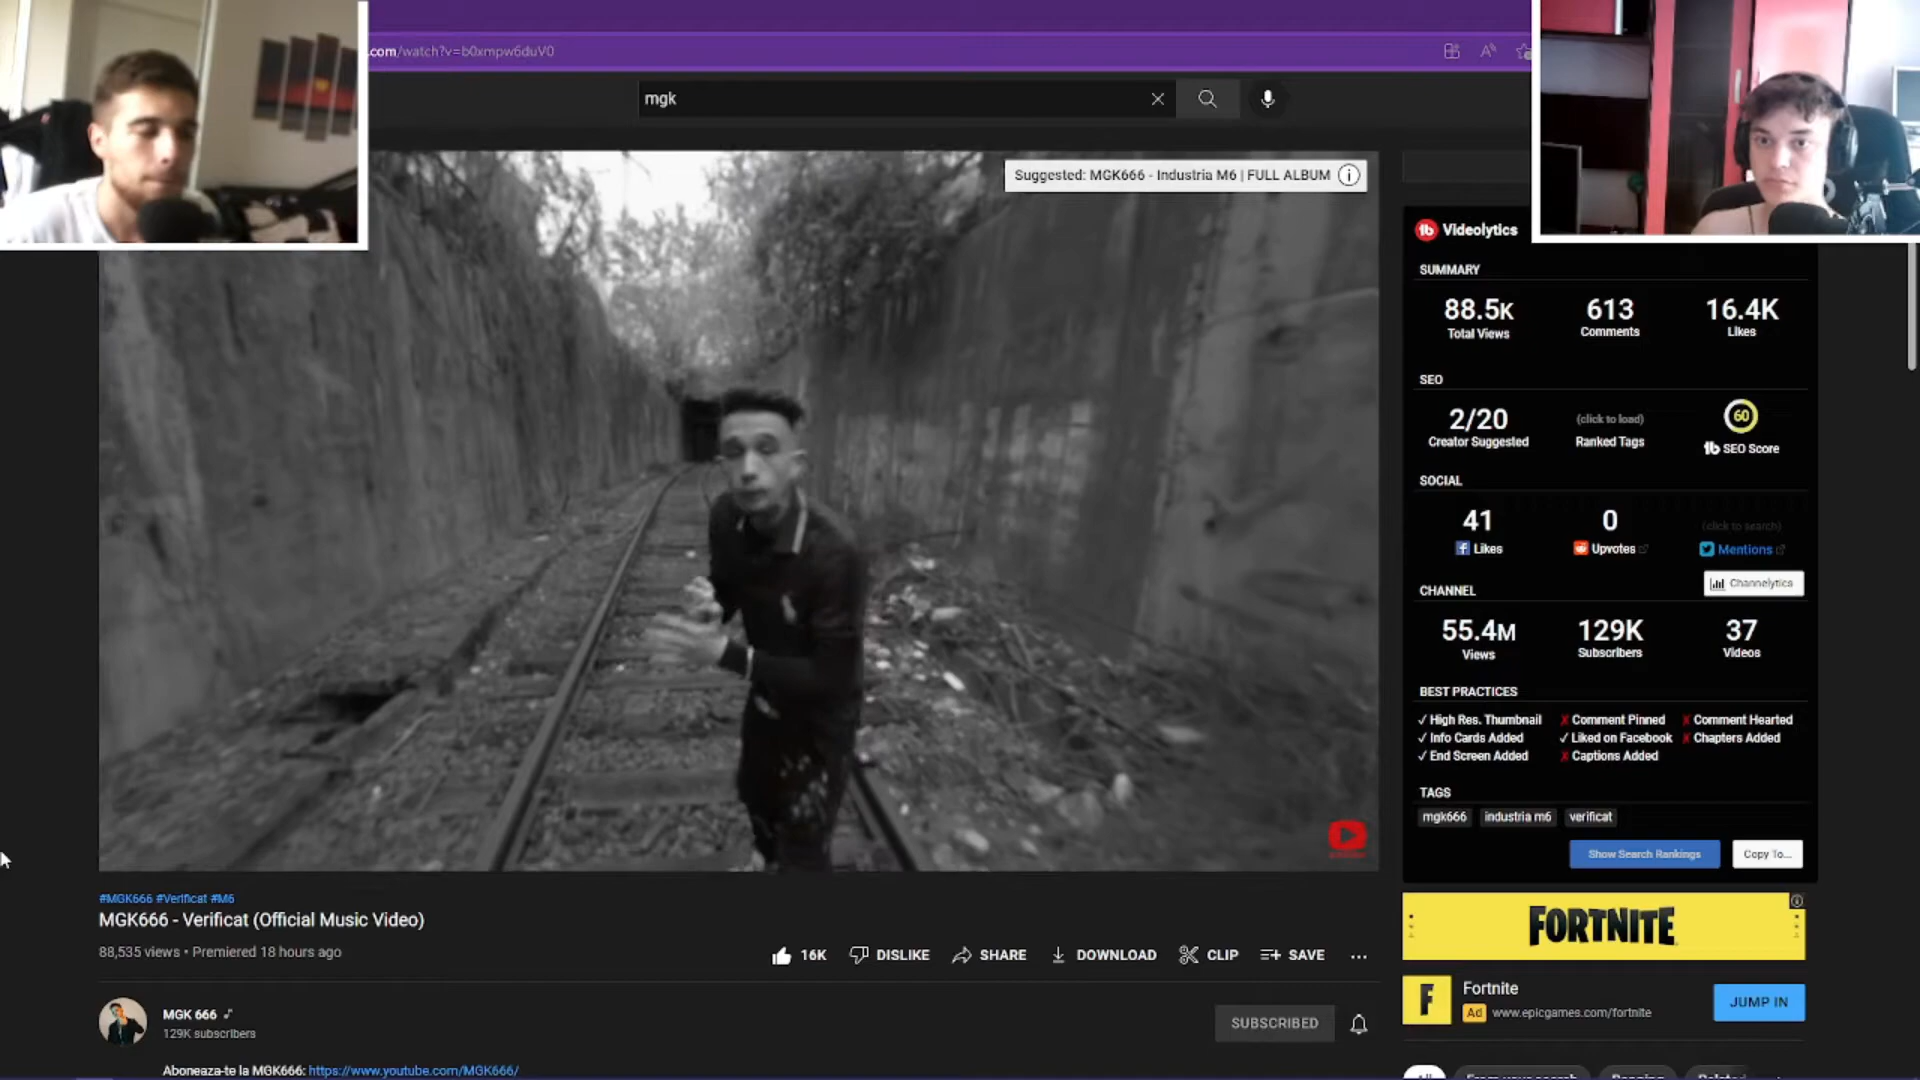 .com/watch?v=b0xmpw6duV0
mgk
Suggested: MGK666 - Industria M6 | FULL ALBUM
Videolytics
SUMMARY
88.5K 613 16.4K
Total Views Comments Likes
SEO
2/20 (click to load) 60
Creator Suggested Ranked Tags SEO Score
SOCIAL
41 0 (click to search)
Likes Upvotes Mentions
CHANNEL Channelytics
55.4M 129K 37
Views Subscribers Videos
BEST PRACTICES
✓ High Res. Thumbnail ✗ Comment Pinned ✗ Comment Hearted
✓ Info Cards Added ✓ Liked on Facebook ✗ Chapters Added
✓ End Screen Added ✗ Captions Added
TAGS
mgk666 industria m6 verificat
Show Search Rankings Copy To...
#MGK666 #Verificat #M6
MGK666 - Verificat (Official Music Video)
88,535 views • Premiered 18 hours ago
16K DISLIKE SHARE DOWNLOAD CLIP SAVE ...
MGK 666
129K subscribers
SUBSCRIBED
Aboneaza-te la MGK666: https://www.youtube.com/MGK666/
FORTNITE
F
Fortnite
Ad www.epicgames.com/fortnite
JUMP IN